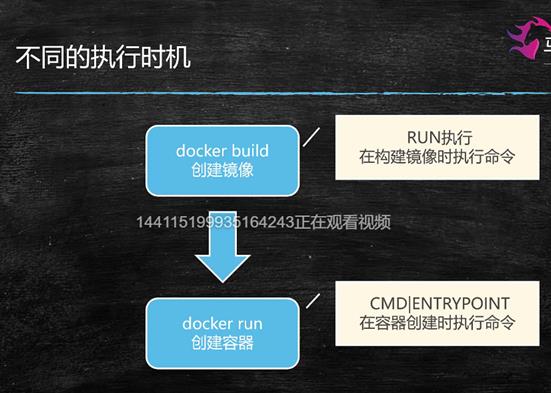 不同的执行时机
docker build
创建镜像
RUN执行
在构建镜像时执行命令
144115199935164243正在观看视频
docker run
创建容器
CMD|ENTRYPOINT
在容器创建时执行命令